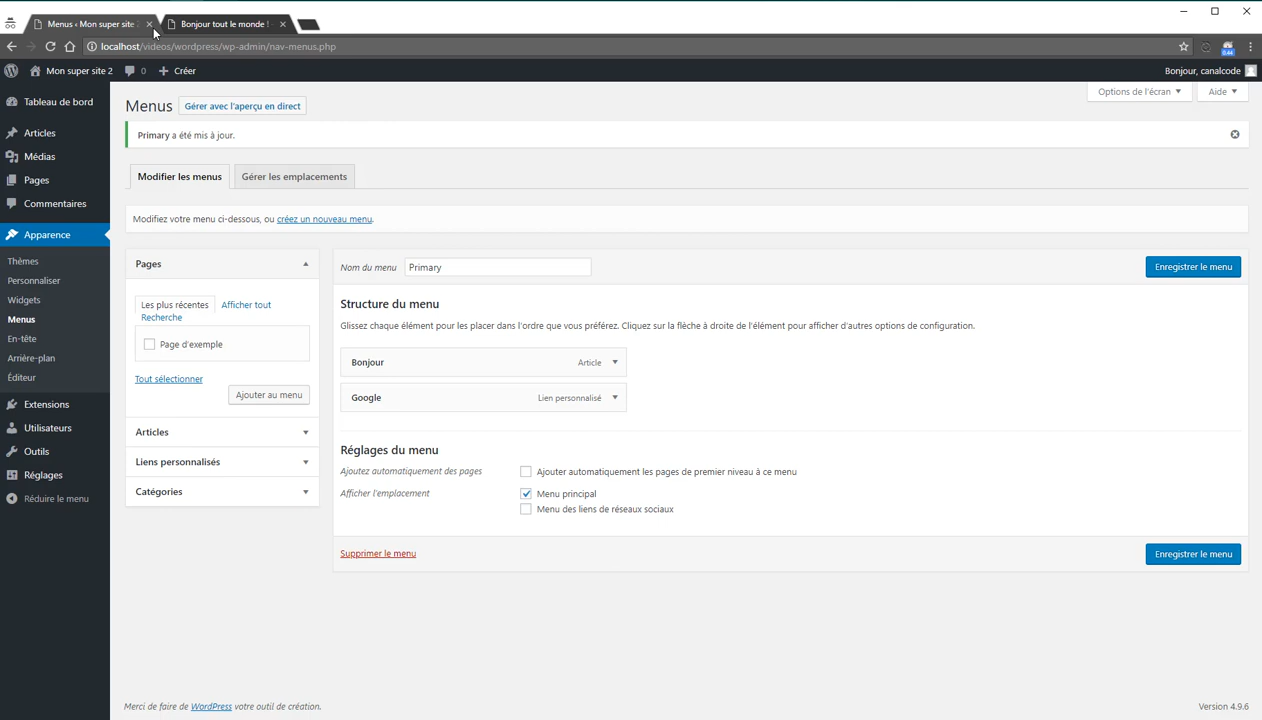 Menus ‹ Mon super site 2
Bonjour tout le monde ! -
localhost/videos/wordpress/wp-admin/nav-menus.php
0.44
Mon super site 2
0
Créer
Bonjour, canalcode
Tableau de bord
Articles
Médias
Pages
Commentaires
Apparence
Thèmes
Personnaliser
Widgets
Menus
En-tête
Arrière-plan
Éditeur
Extensions
Utilisateurs
Outils
Réglages
Réduire le menu
Options de l'écran
Aide
Menus
Gérer avec l'aperçu en direct
Primary a été mis à jour.
Modifier les menus
Gérer les emplacements
Modifiez votre menu ci-dessous, ou créez un nouveau menu.
Pages
Les plus récentes
Afficher tout
Recherche
Page d'exemple
Tout sélectionner
Ajouter au menu
Articles
Liens personnalisés
Catégories
Nom du menu
Primary
Enregistrer le menu
Structure du menu
Glissez chaque élément pour les placer dans l'ordre que vous préférez. Cliquez sur la flèche à droite de l'élément pour afficher d'autres options de configuration.
Bonjour
Article
Google
Lien personnalisé
Réglages du menu
Ajoutez automatiquement des pages
Ajouter automatiquement les pages de premier niveau à ce menu
Afficher l'emplacement
Menu principal
Menu des liens de réseaux sociaux
Supprimer le menu
Enregistrer le menu
Merci de faire de WordPress votre outil de création.
Version 4.9.6